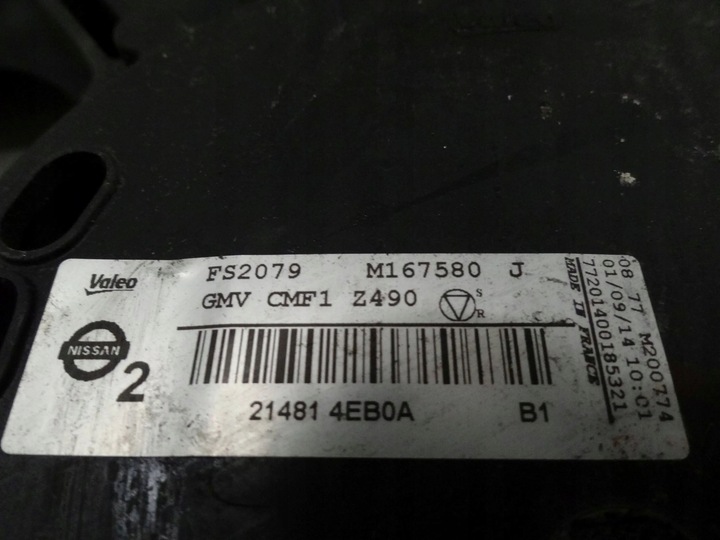 Valeo FS2079 M167580 J
GMV CMF1 Z490 S R
NISSAN 2
21481 4EB0A B1
MADE IN FRANCE
77201400185321
01/09/14 10:01
08 77 M200774